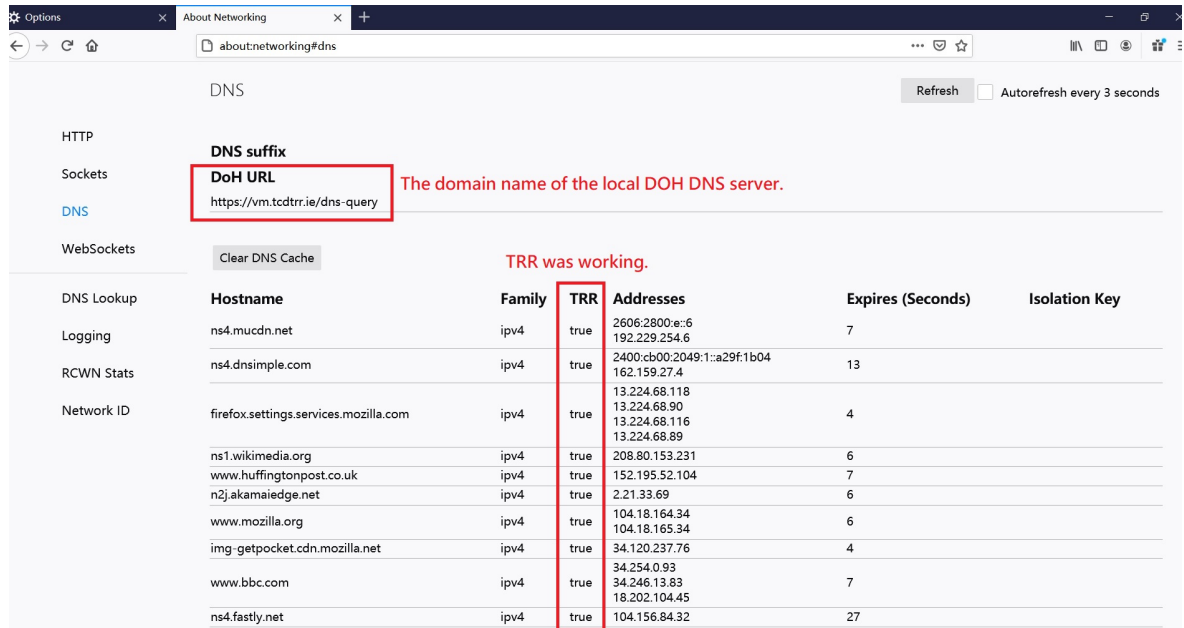 Options
About Networking
about:networking#dns
DNS
Refresh
Autorefresh every 3 seconds
HTTP
Sockets
DNS
WebSockets
DNS Lookup
Logging
RCWN Stats
Network ID
DNS suffix
DoH URL
https://vm.tcdtrr.ie/dns-query
The domain name of the local DOH DNS server.
Clear DNS Cache
TRR was working.
Hostname Family TRR Addresses Expires (Seconds) Isolation Key
ns4.mucdn.net ipv4 true 2606:2800:e::6 7
192.229.254.6
ns4.dnsimple.com ipv4 true 2400:cb00:2049:1::a29f:1b04 13
162.159.27.4
firefox.settings.services.mozilla.com ipv4 true 13.224.68.118 4
13.224.68.90
13.224.68.116
13.224.68.89
ns1.wikimedia.org ipv4 true 208.80.153.231 6
www.huffingtonpost.co.uk ipv4 true 152.195.52.104 7
n2j.akamaiedge.net ipv4 true 2.21.33.69 6
www.mozilla.org ipv4 true 104.18.164.34 6
104.18.165.34
img-getpocket.cdn.mozilla.net ipv4 true 34.120.237.76 4
www.bbc.com ipv4 true 34.254.0.93 7
34.246.13.83
18.202.104.45
ns4.fastly.net ipv4 true 104.156.84.32 27